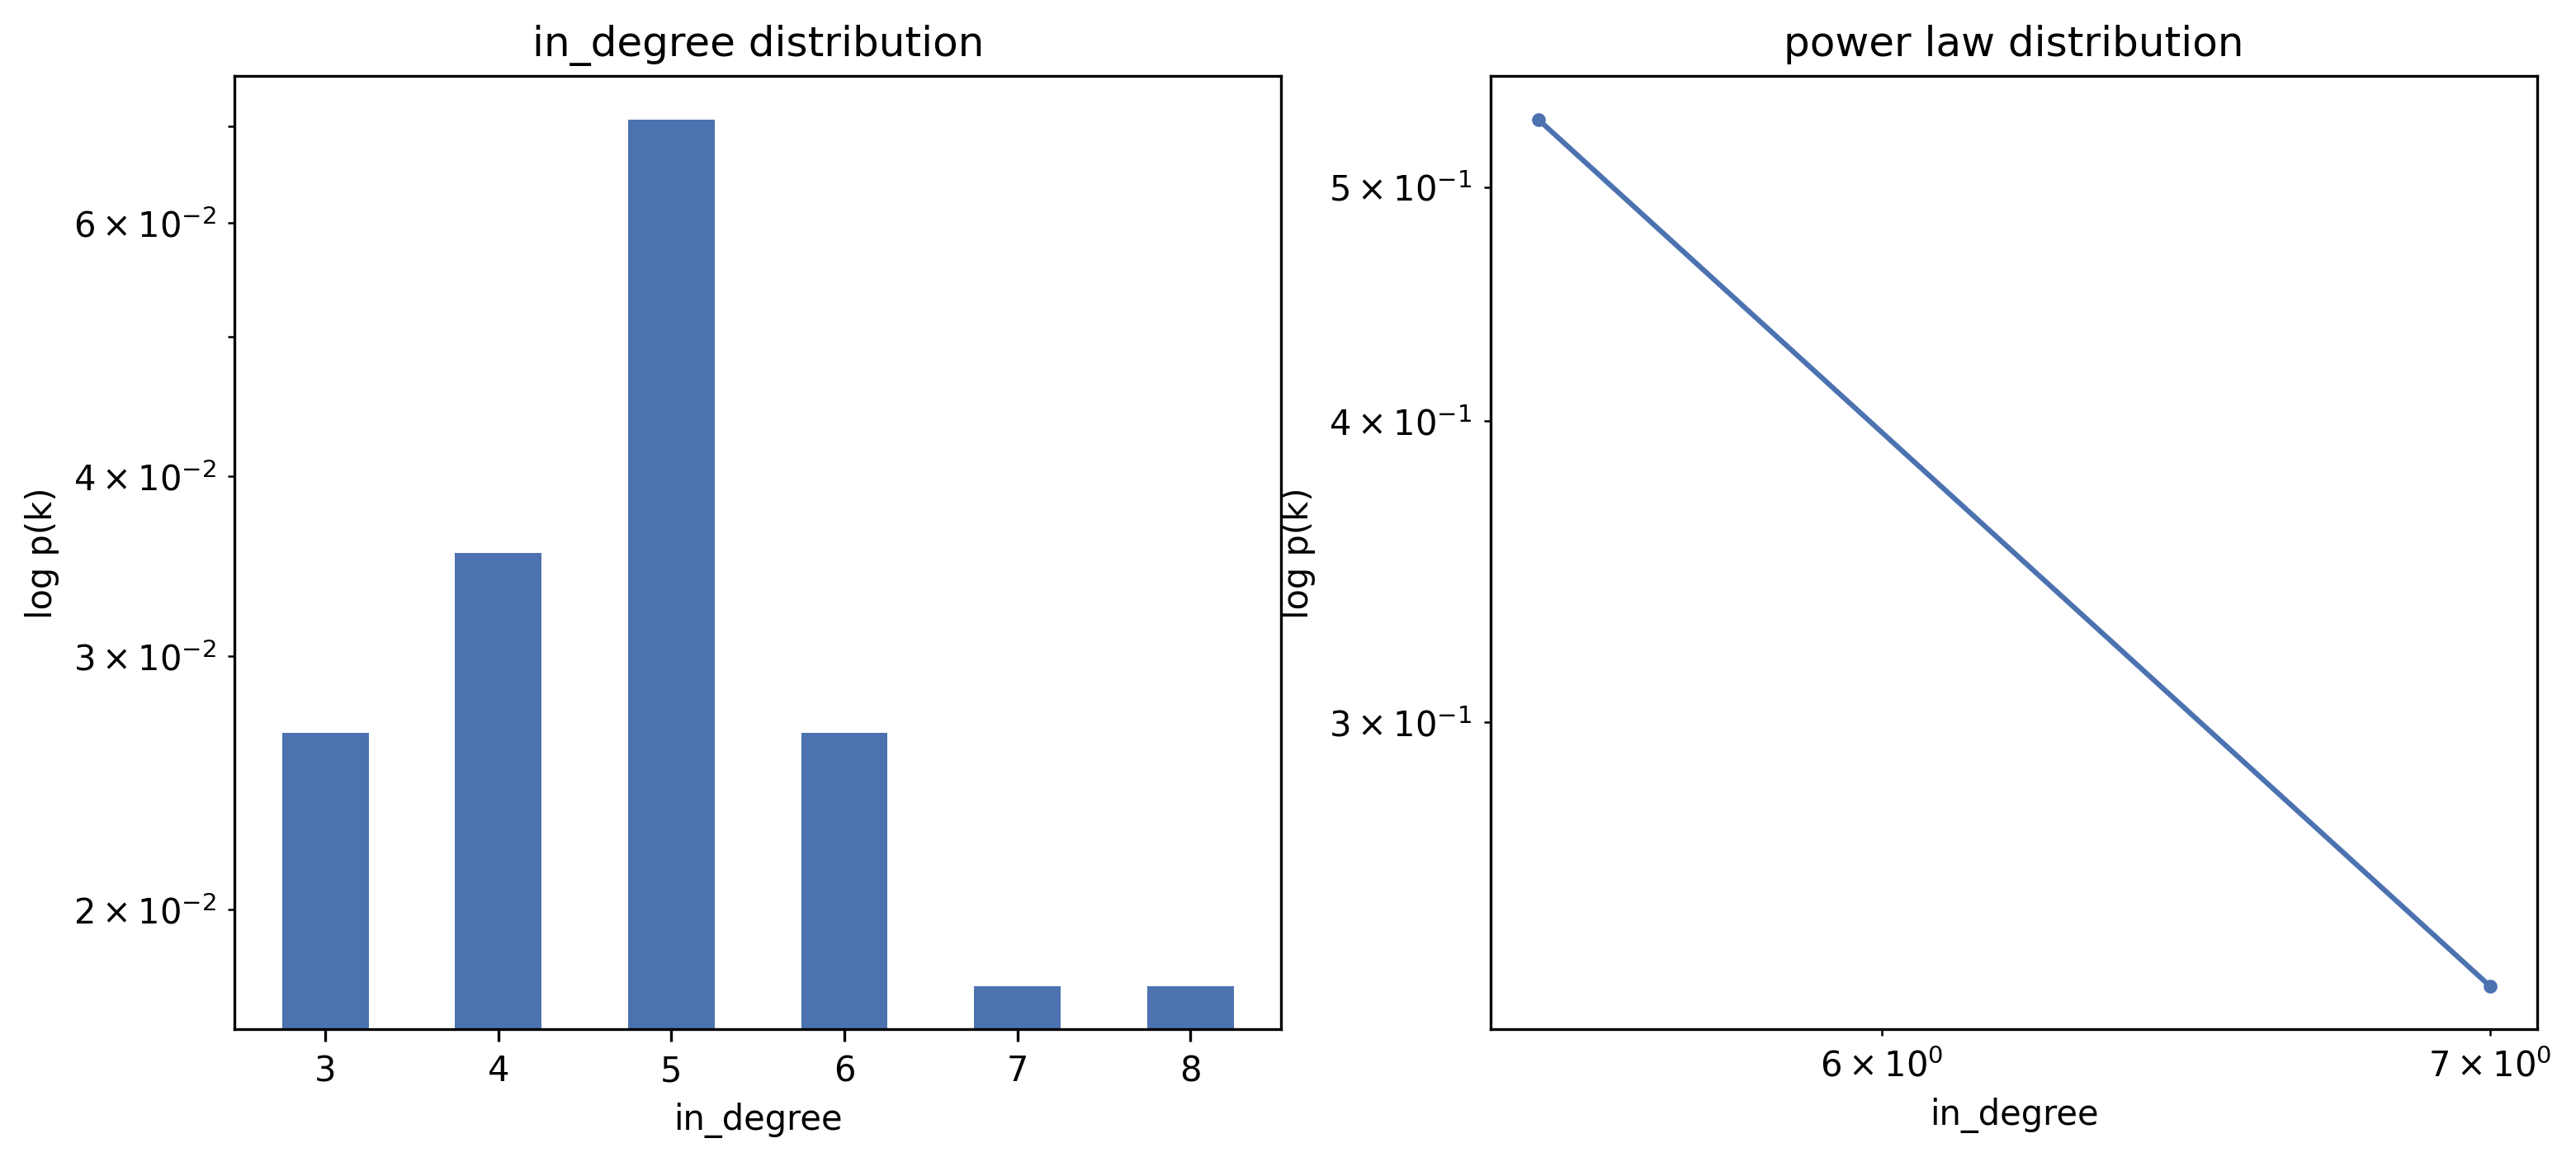 in_degree distribution
6 × 10⁻²
4 × 10⁻²
3 × 10⁻²
2 × 10⁻²
log p(k)
3 4 5 6 7 8
in_degree
power law distribution
5 × 10⁻¹
4 × 10⁻¹
3 × 10⁻¹
log p(k)
6 × 10⁰ 7 × 10⁰
in_degree